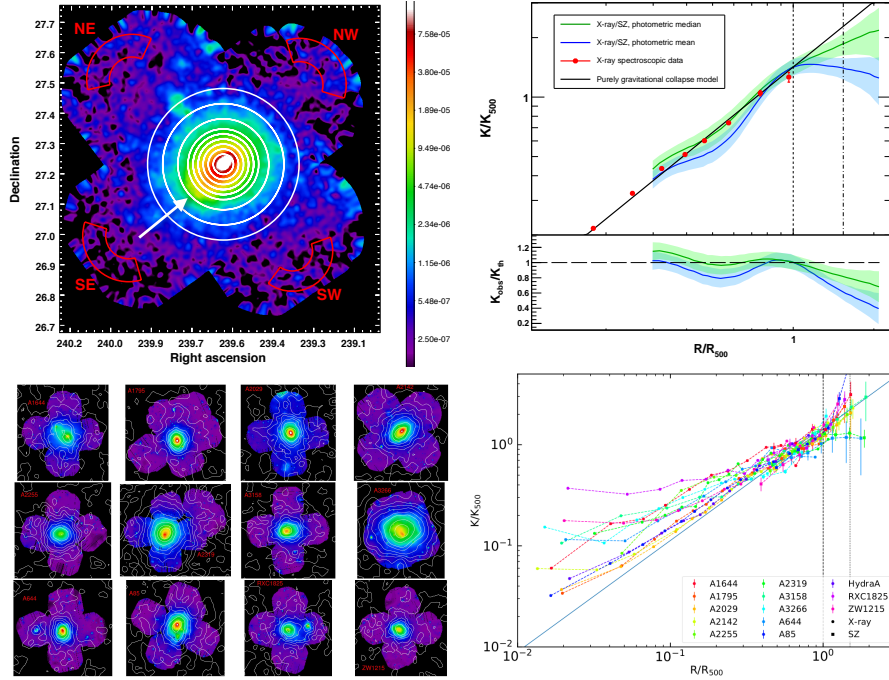 27.7
27.6
27.5
27.4
27.3
27.2
27.1
27.0
26.9
26.8
26.7
Declination
NE
NW
SE
SW
240.2
240.0
239.9
239.7
239.6
239.5
239.3
239.2
239.1
Right ascension
7.58e-05
3.80e-05
1.89e-05
9.49e-06
4.74e-06
2.34e-06
1.15e-06
5.48e-07
2.50e-07
X-ray/SZ, photometric median
X-ray/SZ, photometric mean
X-ray spectroscopic data
Purely gravitational collapse model
K/K500
1
1.2
1.0
0.8
0.6
0.4
0.2
Kobs/Kth
1
R/R500
A1644
A2029
A2255
A3158
A3266
A644
A85
RXC1825
ZW1215
K/K500
10^1
10^0
10^-1
10^-2
A1644
A1795
A2029
A2142
A2255
A2319
A3158
A3266
A644
A85
HydraA
RXC1825
ZW1215
X-ray
SZ
10^-2
10^-1
10^0
R/R500